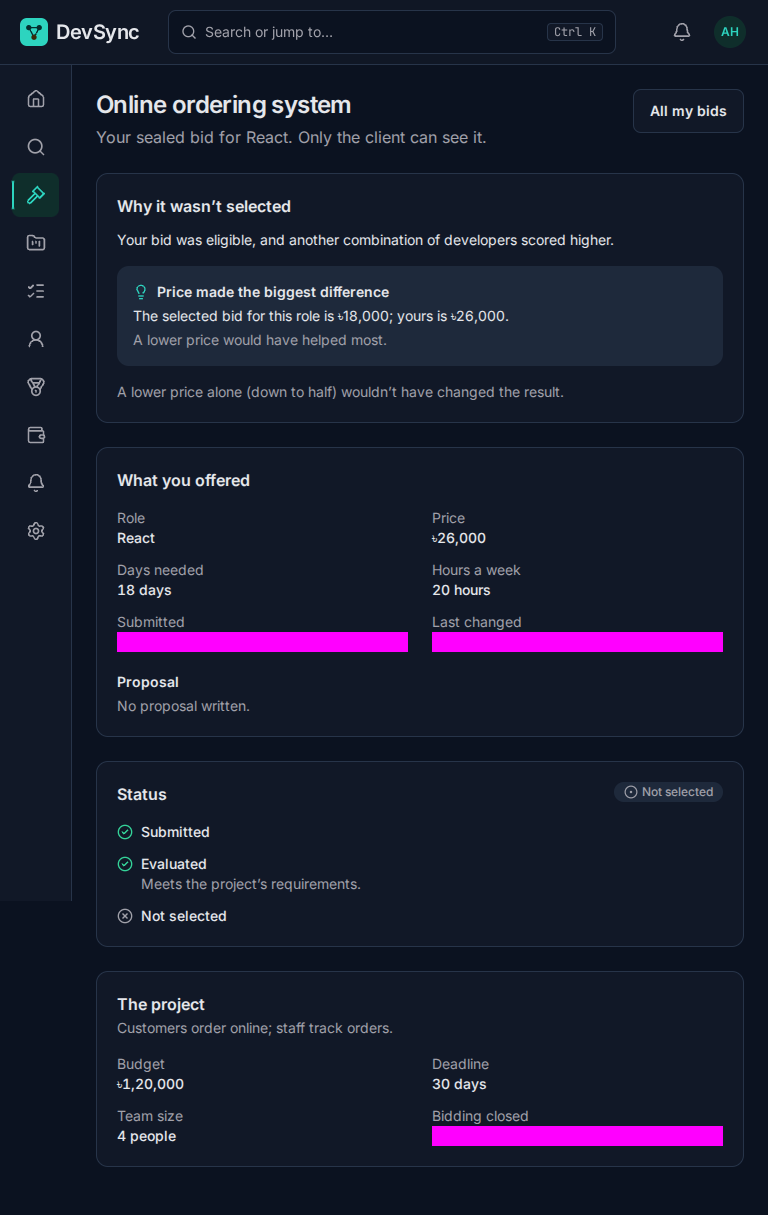 DevSync
Search or jump to...
Ctrl K
AH
Online ordering system
Your sealed bid for React. Only the client can see it.
All my bids
Why it wasn’t selected
Your bid was eligible, and another combination of developers scored higher.
Price made the biggest difference
The selected bid for this role is ৳18,000; yours is ৳26,000.
A lower price would have helped most.
A lower price alone (down to half) wouldn’t have changed the result.
What you offered
Role
React
Price
৳26,000
Days needed
18 days
Hours a week
20 hours
Submitted
Last changed
Proposal
No proposal written.
Status
Not selected
Submitted
Evaluated
Meets the project’s requirements.
Not selected
The project
Customers order online; staff track orders.
Budget
৳1,20,000
Deadline
30 days
Team size
4 people
Bidding closed